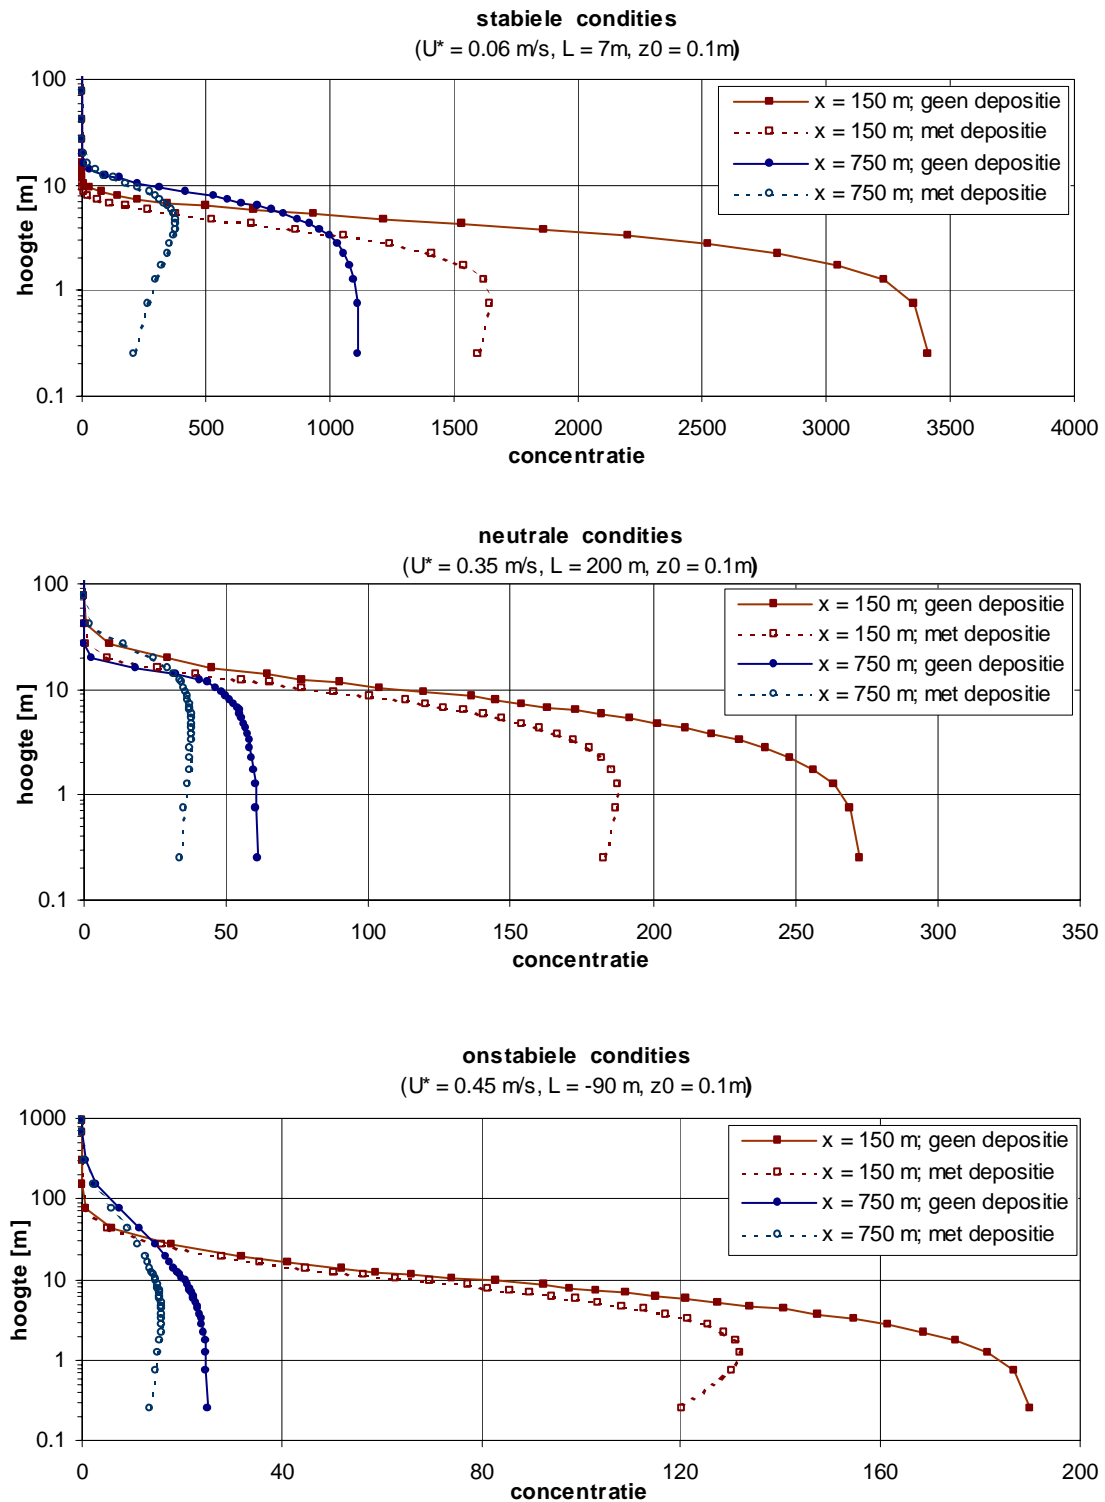 stabiele condities
(U* = 0.06 m/s, L = 7m, z0 = 0.1m)
100
10
1
0.1
hoogte [m]
x = 150 m; geen depositie
x = 150 m; met depositie
x = 750 m; geen depositie
x = 750 m; met depositie
0 500 1000 1500 2000 2500 3000 3500 4000
concentratie
neutrale condities
(U* = 0.35 m/s, L = 200 m, z0 = 0.1m)
100
10
1
0.1
hoogte [m]
x = 150 m; geen depositie
x = 150 m; met depositie
x = 750 m; geen depositie
x = 750 m; met depositie
0 50 100 150 200 250 300 350
concentratie
onstabiele condities
(U* = 0.45 m/s, L = -90 m, z0 = 0.1m)
1000
100
10
1
0.1
hoogte [m]
x = 150 m; geen depositie
x = 150 m; met depositie
x = 750 m; geen depositie
x = 750 m; met depositie
0 40 80 120 160 200
concentratie